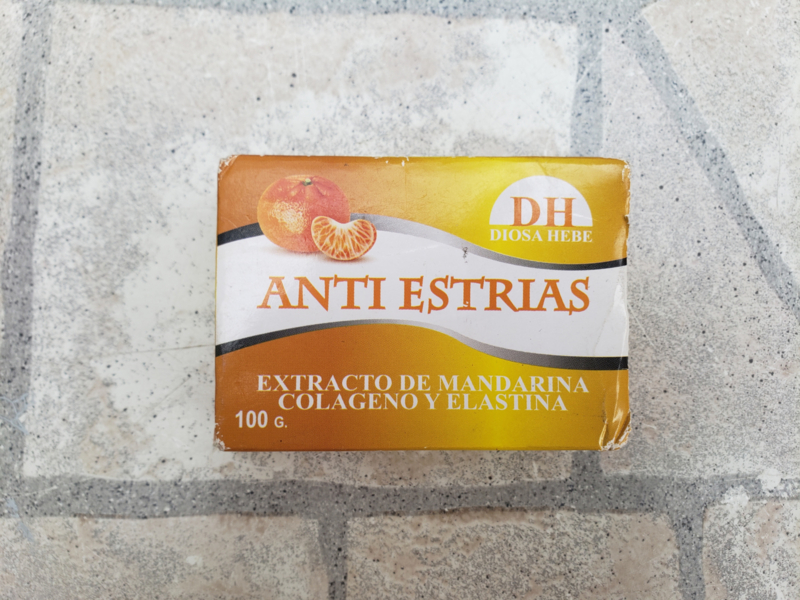 DH
DIOSA HEBE
ANTI ESTRIAS
EXTRACTO DE MANDARINA
COLAGENO Y ELASTINA
100 G.